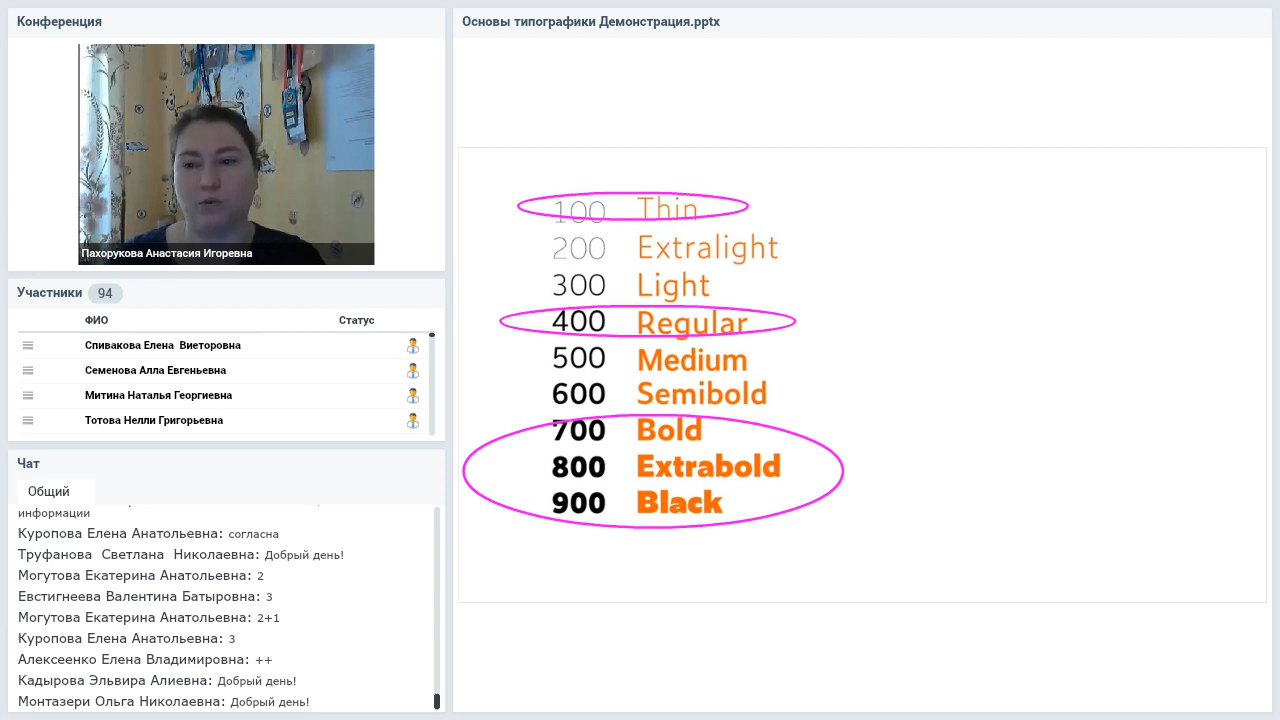 Конференция
Пахорукова Анастасия Игоревна
Участники 94
ФИО Статус
Спивакова Елена Виеторовна
Семенова Алла Евгеньевна
Митина Наталья Георгиевна
Тотова Нелли Григорьевна
Чат
Общий
информации
Куропова Елена Анатольевна: согласна
Труфанова Светлана Николаевна: Добрый день!
Могутова Екатерина Анатольевна: 2
Евстигнеева Валентина Батыровна: 3
Могутова Екатерина Анатольевна: 2+1
Куропова Елена Анатольевна: 3
Алексеенко Елена Владимировна: ++
Кадырова Эльвира Алиевна: Добрый день!
Монтазери Ольга Николаевна: Добрый день!
Основы типографики Демонстрация.pptx
100 Thin
200 Extralight
300 Light
400 Regular
500 Medium
600 Semibold
700 Bold
800 Extrabold
900 Black